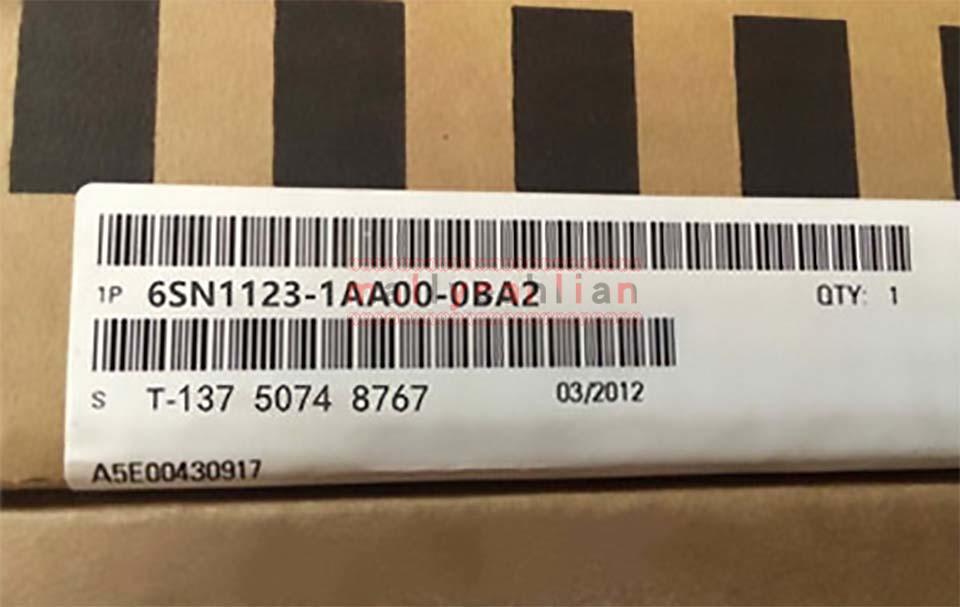 1P 6SN1123-1AA00-0BA2 QTY: 1
S T-137 5074 8767 03/2012
A5E00430917